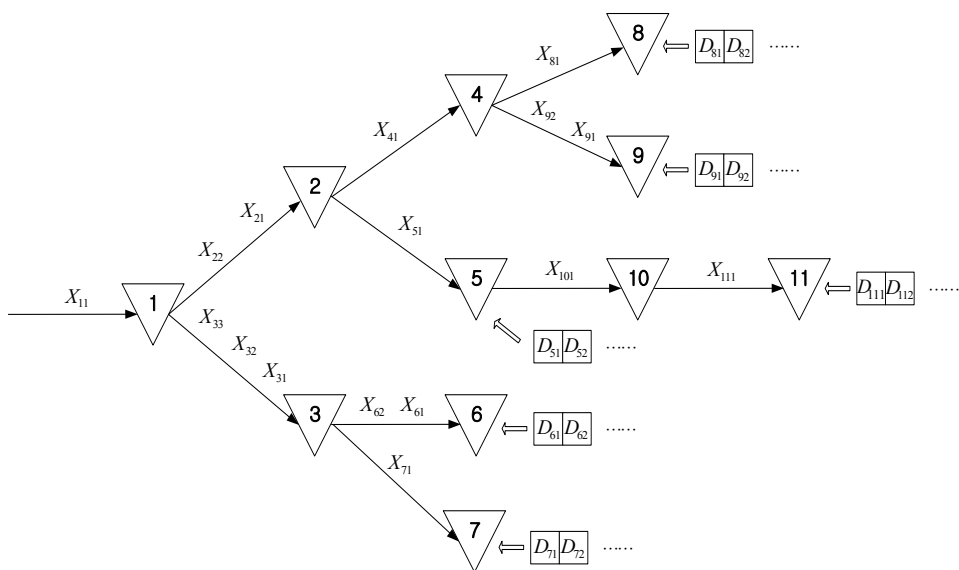 8
D₈₁ D₈₂ ……
X₈₁
4
X₉₂
X₄₁
X₉₁
9
D₉₁ D₉₂ ……
2
X₂₁
X₅₁
X₂₂
5
X₁₀₁
10
X₁₁₁
11
D₁₁₁ D₁₁₂ ……
X₁₁
1
X₃₃
D₅₁ D₅₂ ……
X₃₂
X₃₁
3
X₆₂ X₆₁
6
D₆₁ D₆₂ ……
X₇₁
7
D₇₁ D₇₂ ……